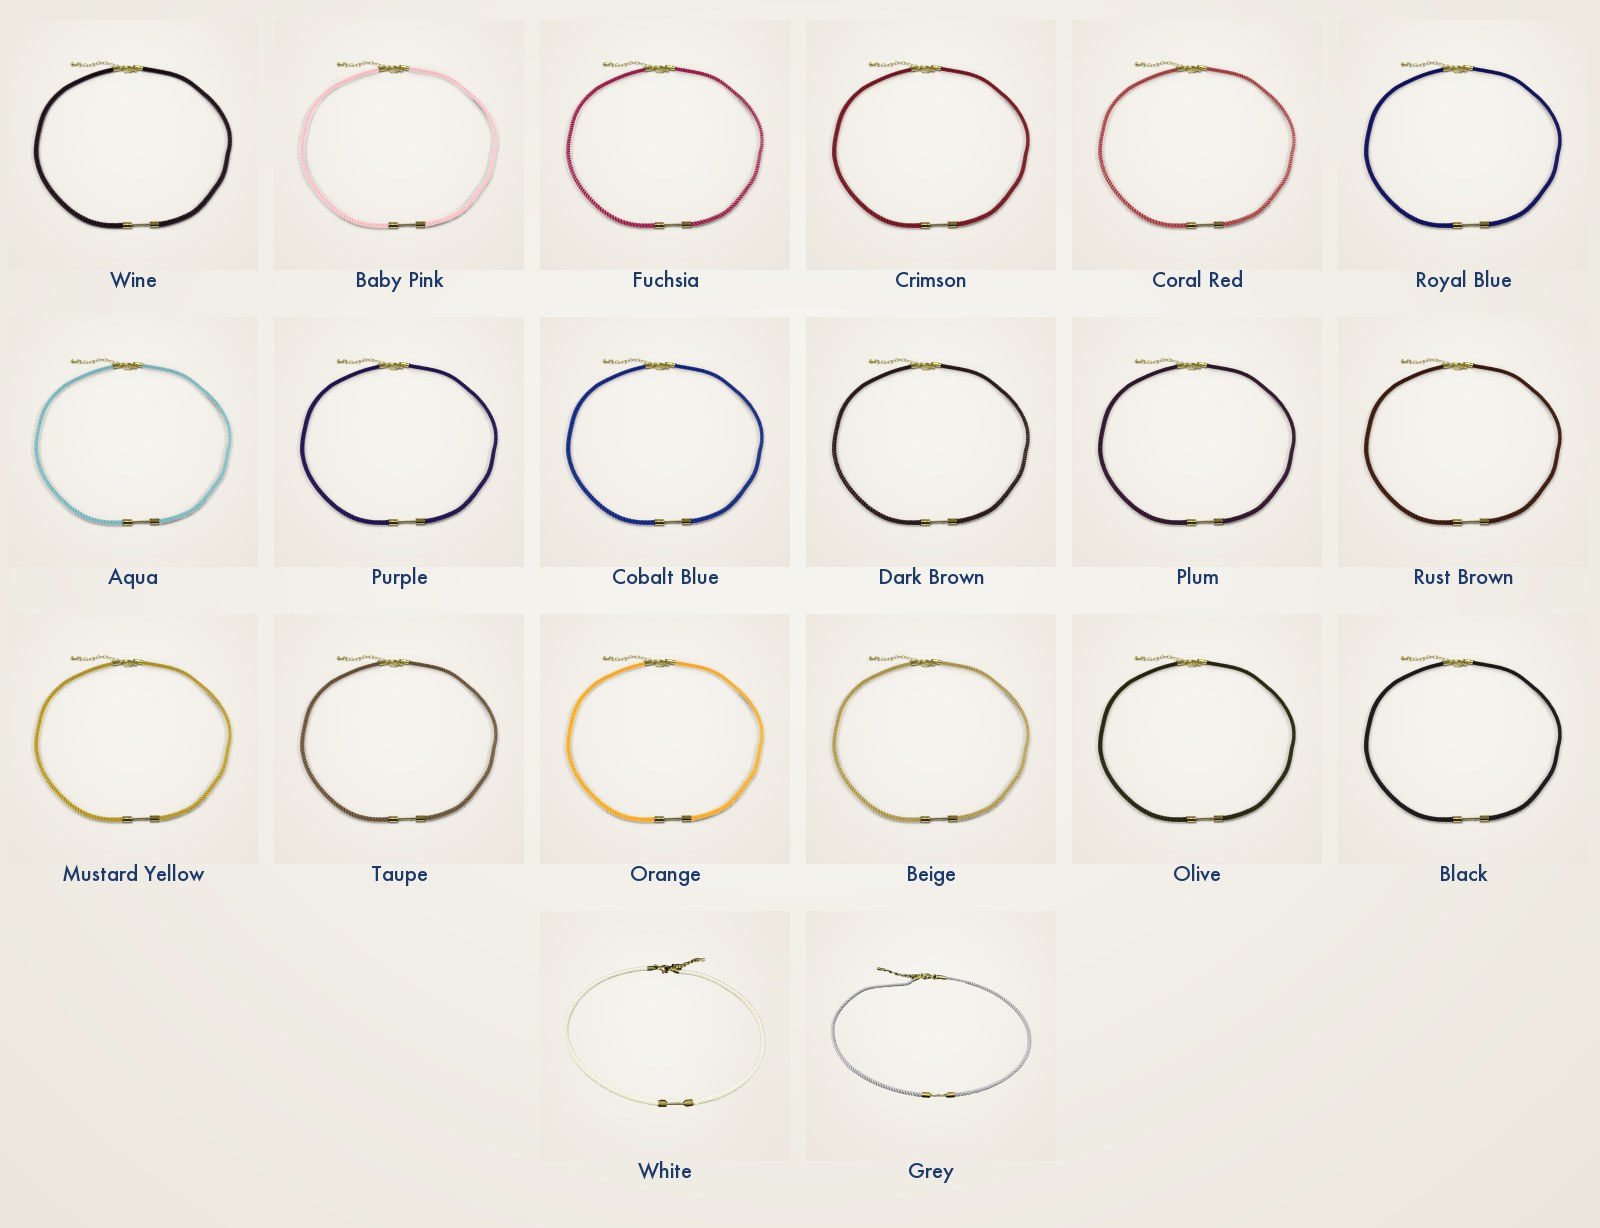 Wine
Baby Pink
Fuchsia
Crimson
Coral Red
Royal Blue
Aqua
Purple
Cobalt Blue
Dark Brown
Plum
Rust Brown
Mustard Yellow
Taupe
Orange
Beige
Olive
Black
White
Grey